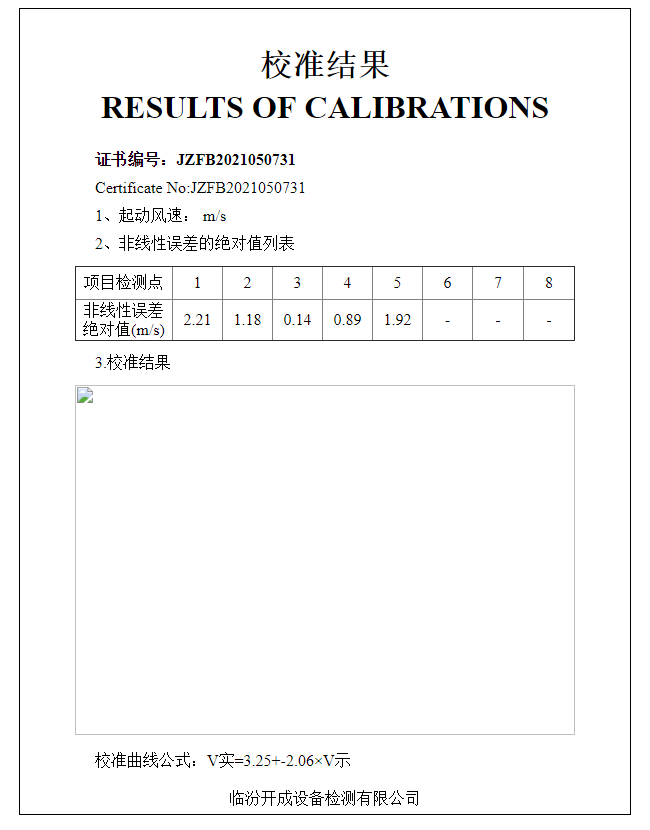 校准结果
RESULTS OF CALIBRATIONS
证书编号：JZFB2021050731
Certificate No:JZFB2021050731
1、起动风速： m/s
2、非线性误差的绝对值列表
项目检测点 1 2 3 4 5 6 7 8
非线性误差
绝对值(m/s) 2.21 1.18 0.14 0.89 1.92 - - -
3.校准结果
校准曲线公式：V实=3.25+-2.06×V示
临汾开成设备检测有限公司